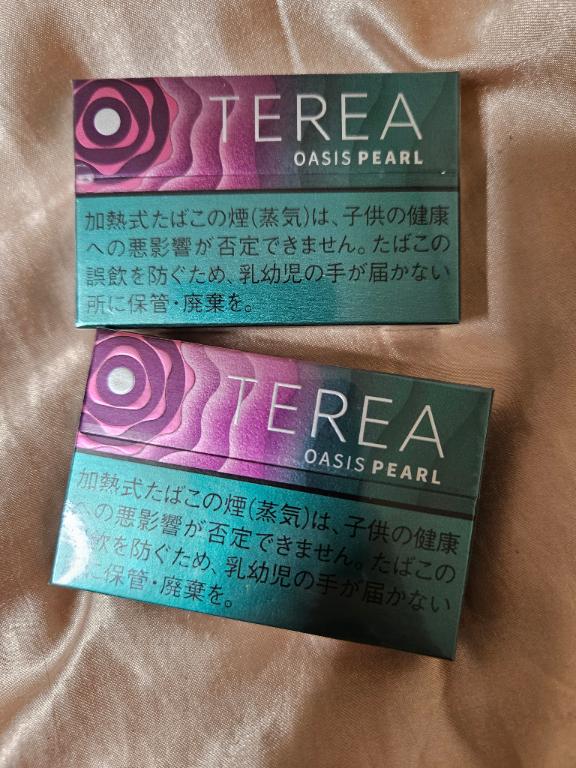 TEREA
OASIS PEARL
加熱式たばこの煙(蒸気)は、子供の健康
への悪影響が否定できません。たばこの
誤飲を防ぐため、乳幼児の手が届かない
所に保管・廃棄を。
TEREA
OASIS PEARL
加熱式たばこの煙(蒸気)は、子供の健康
への悪影響が否定できません。たばこの
飲を防ぐため、乳幼児の手が届かない
に保管・廃棄を。